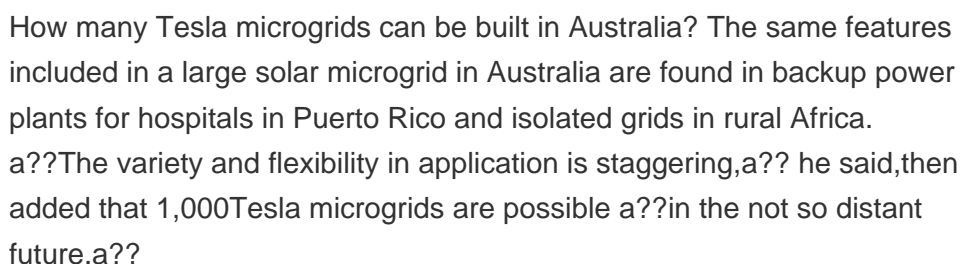 How many Tesla microgrids can be built in Australia? The same features
included in a large solar microgrid in Australia are found in backup power
plants for hospitals in Puerto Rico and isolated grids in rural Africa.
a??The variety and flexibility in application is staggering,a?? he said,then
added that 1,000Tesla microgrids are possible a??in the not so distant
future.a??